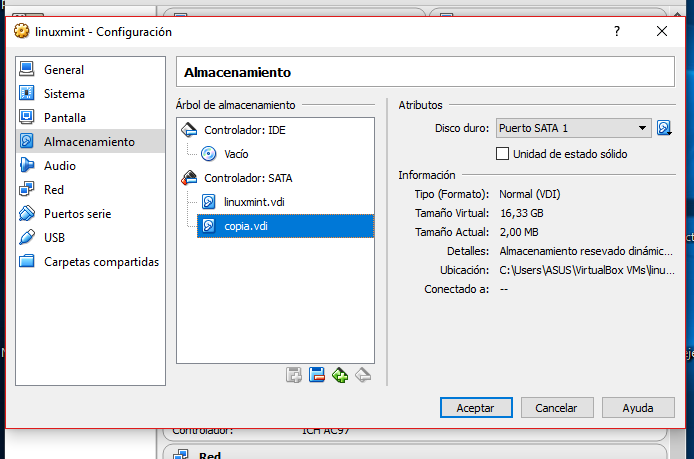 linuxmint - Configuración
General
Sistema
Pantalla
Almacenamiento
Audio
Red
Puertos serie
USB
Carpetas compartidas
Almacenamiento
Árbol de almacenamiento
Controlador: IDE
Vacío
Controlador: SATA
linuxmint.vdi
copia.vdi
Atributos
Disco duro: Puerto SATA 1
Unidad de estado sólido
Información
Tipo (Formato): Normal (VDI)
Tamaño Virtual: 16,33 GB
Tamaño Actual: 2,00 MB
Detalles: Almacenamiento resevado dinámic...
Ubicación: C:\Users\ASUS\VirtualBox VMs\linu...
Conectado a: --
Aceptar
Cancelar
Ayuda
Controlador: ICH AC97
Red